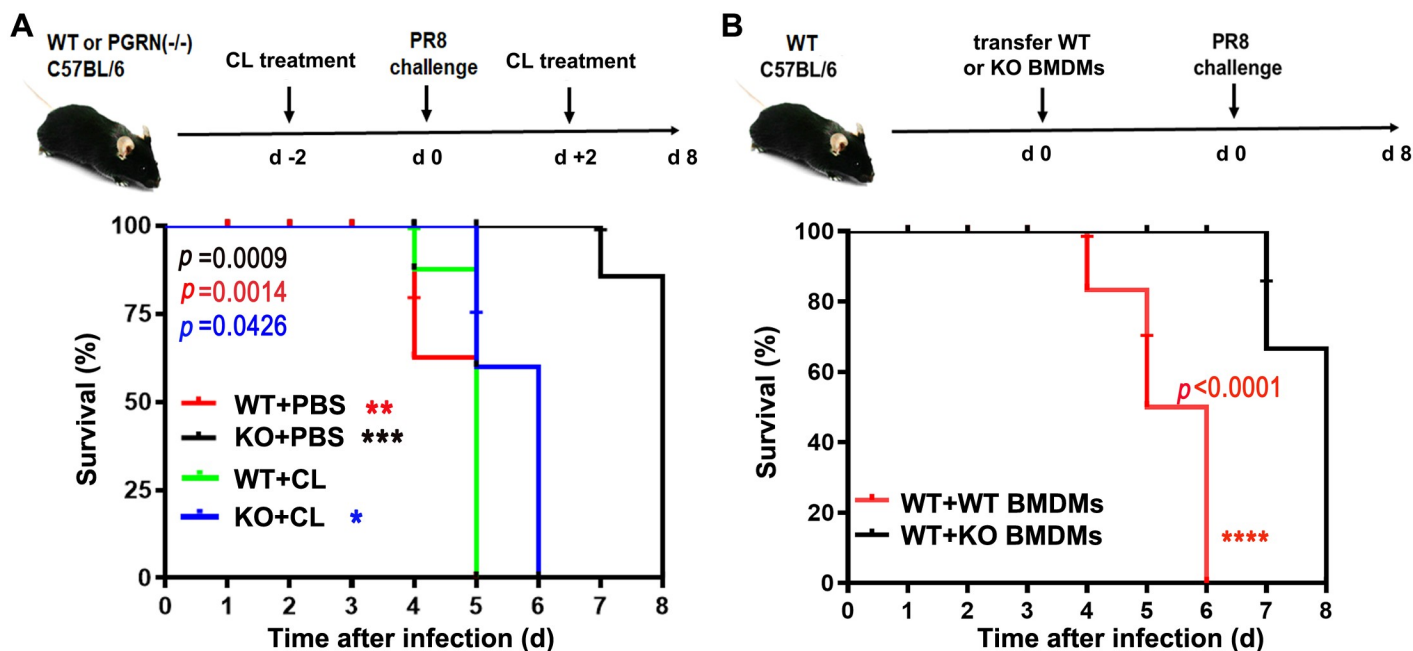 A
WT or PGRN(-/-)
C57BL/6
CL treatment
PR8
challenge
CL treatment
d -2
d 0
d +2
d 8
100
75
50
25
0
Survival (%)
p=0.0009
p=0.0014
p=0.0426
WT+PBS **
KO+PBS ***
WT+CL
KO+CL *
0 1 2 3 4 5 6 7 8
Time after infection (d)
B
WT
C57BL/6
transfer WT
or KO BMDMs
PR8
challenge
d 0
d 0
d 8
100
80
60
40
20
0
Survival (%)
p<0.0001
WT+WT BMDMs
WT+KO BMDMs
****
0 1 2 3 4 5 6 7 8
Time after infection (d)